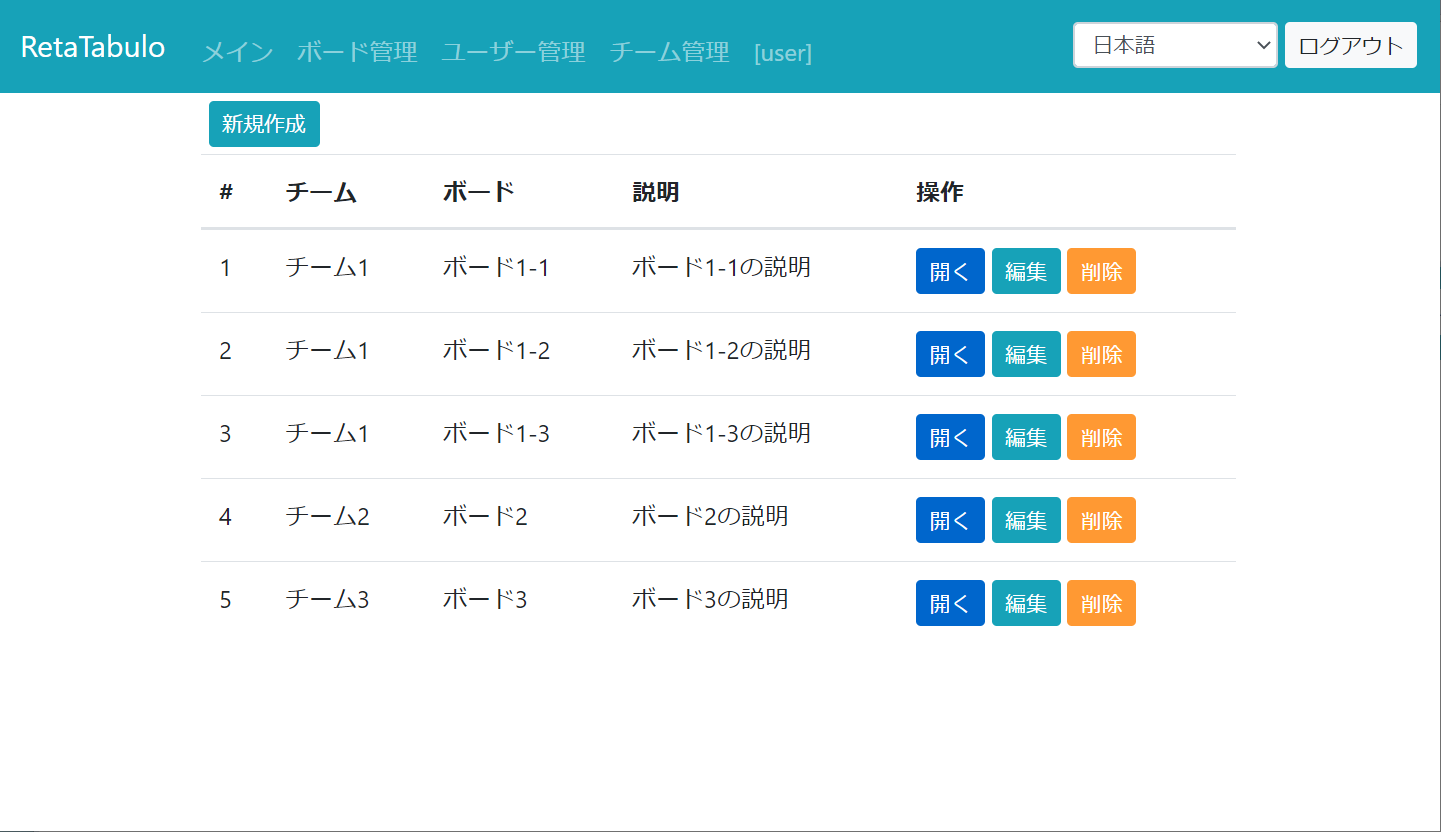 RetaTabulo メイン ボード管理 ユーザー管理 チーム管理 [user] 日本語 ログアウト
新規作成
# チーム ボード 説明 操作
1 チーム1 ボード1-1 ボード1-1の説明 開く 編集 削除
2 チーム1 ボード1-2 ボード1-2の説明 開く 編集 削除
3 チーム1 ボード1-3 ボード1-3の説明 開く 編集 削除
4 チーム2 ボード2 ボード2の説明 開く 編集 削除
5 チーム3 ボード3 ボード3の説明 開く 編集 削除